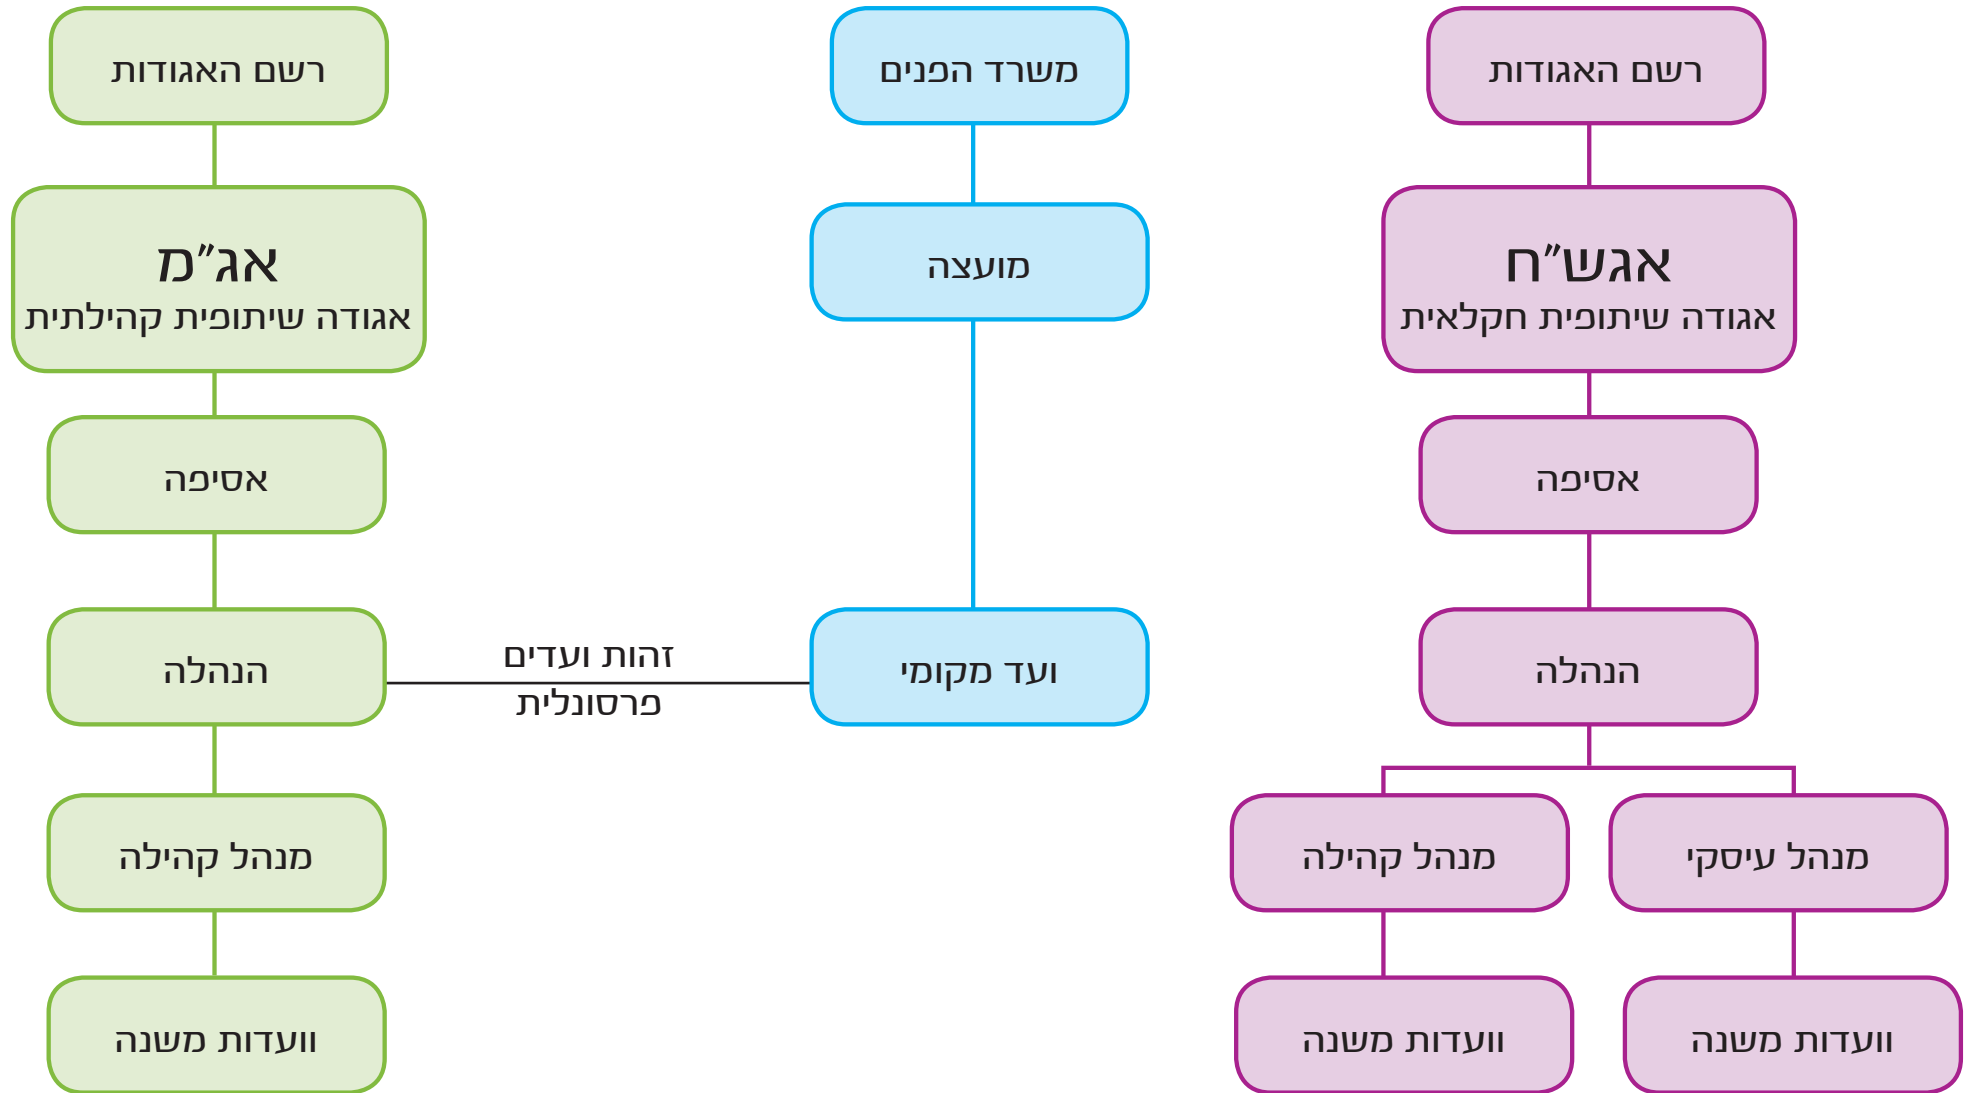 רשם האגודות
אגש"ח
אגודה שיתופית חקלאית
אסיפה
הנהלה
מנהל עיסקי
וועדות משנה
מנהל קהילה
וועדות משנה
משרד הפנים
מועצה
ועד מקומי
זהות ועדים
פרסונלית
רשם האגודות
אג"מ
אגודה שיתופית קהילתית
אסיפה
הנהלה
מנהל קהילה
וועדות משנה